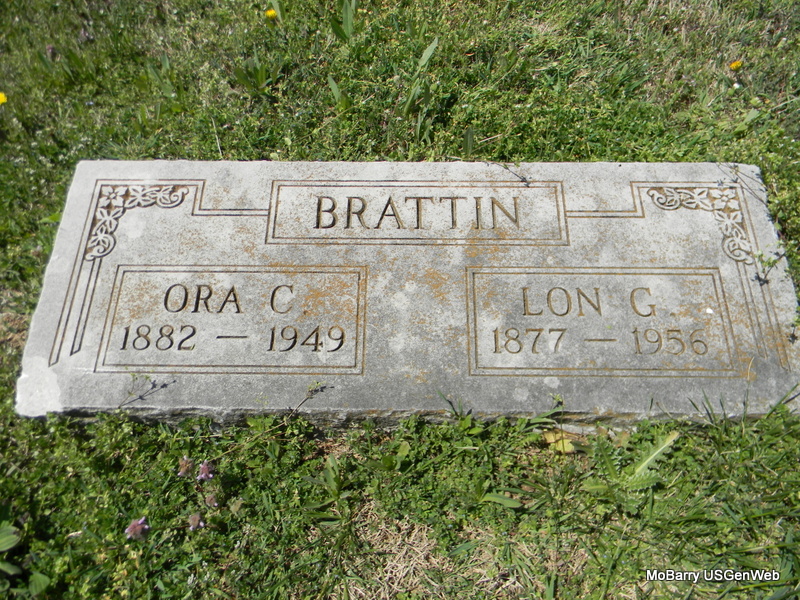 BRATTIN
ORA C.
1882 — 1949
LON G.
1877 — 1956
MoBarry USGenWeb